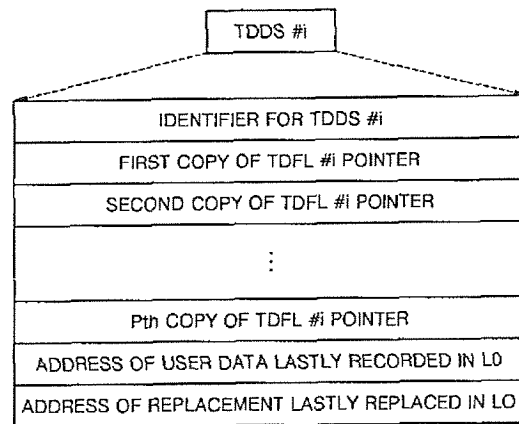 TDDS #i
IDENTIFIER FOR TDDS #i
FIRST COPY OF TDFL #i POINTER
SECOND COPY OF TDFL #i POINTER
⋮
Pth COPY OF TDFL #i POINTER
ADDRESS OF USER DATA LASTLY RECORDED IN L0
ADDRESS OF REPLACEMENT LASTLY REPLACED IN L0